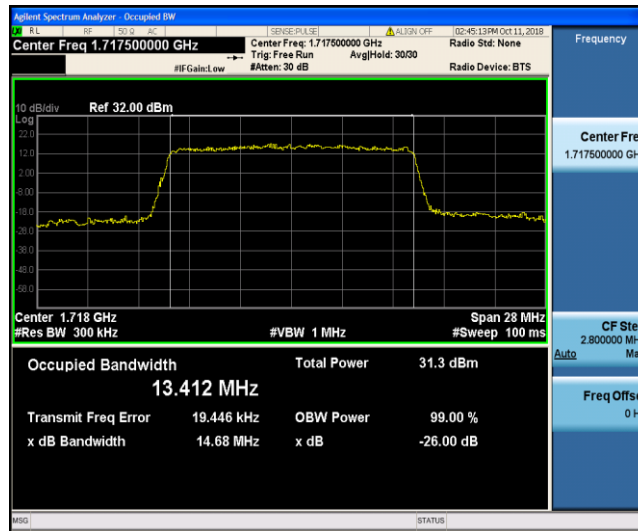 Agilent Spectrum Analyzer - Occupied BW
RL RF 50 Ω AC SENSE:PULSE ALIGN OFF 02:45:13PM Oct 11, 2018
Center Freq 1.717500000 GHz
Center Freq: 1.717500000 GHz
Radio Std: None
Trig: Free Run Avg|Hold: 30/30
#IFGain:Low
#Atten: 30 dB
Radio Device: BTS
10 dB/div Ref 32.00 dBm
Log
22.0
12.0
2.00
-8.00
-18.0
-28.0
-38.0
-48.0
-58.0
Center 1.718 GHz Span 28 MHz
#Res BW 300 kHz #VBW 1 MHz #Sweep 100 ms
Occupied Bandwidth Total Power 31.3 dBm
13.412 MHz
Transmit Freq Error 19.446 kHz OBW Power 99.00 %
x dB Bandwidth 14.68 MHz x dB -26.00 dB
MSG STATUS
Frequency
Center Fre
1.717500000 GH
CF Ste
2.800000 MH
Auto Ma
Freq Offse
0 H